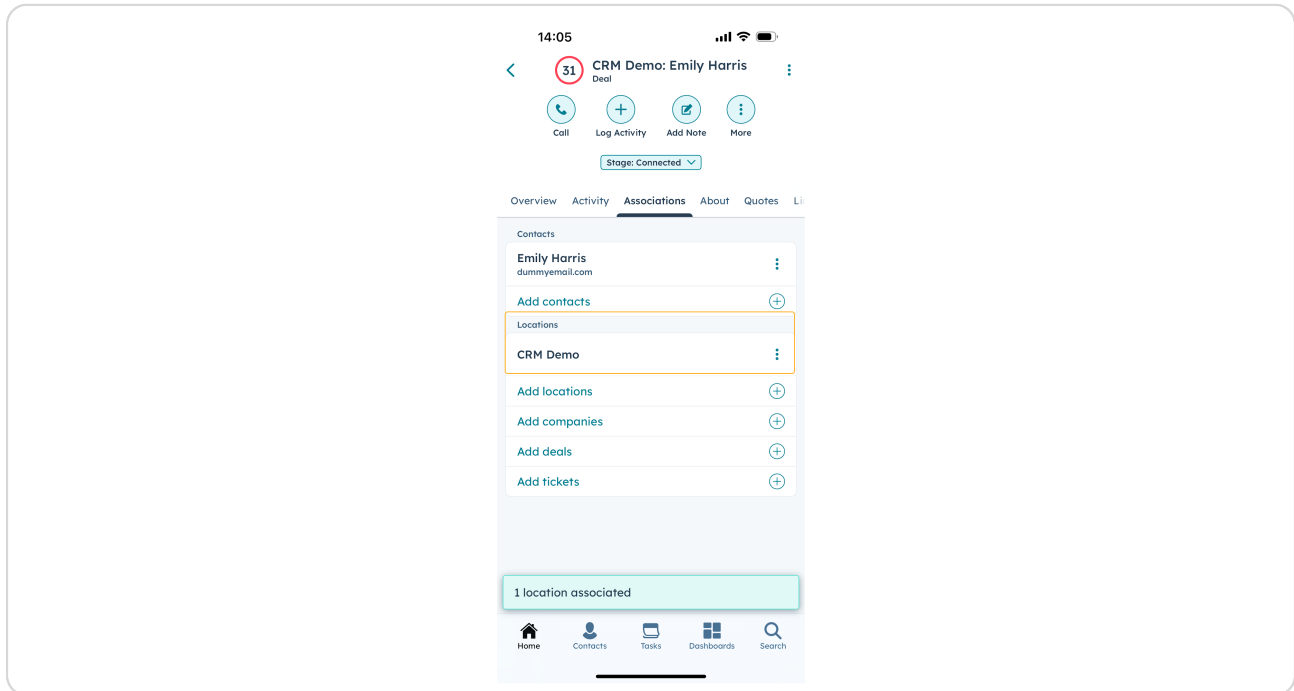 14:05
31
CRM Demo: Emily Harris
Deal
Call Log Activity Add Note More
Stage: Connected
Overview Activity Associations About Quotes Li
Contacts
Emily Harris
dummyemail.com
Add contacts
Locations
CRM Demo
Add locations
Add companies
Add deals
Add tickets
1 location associated
Home Contacts Tasks Dashboards Search